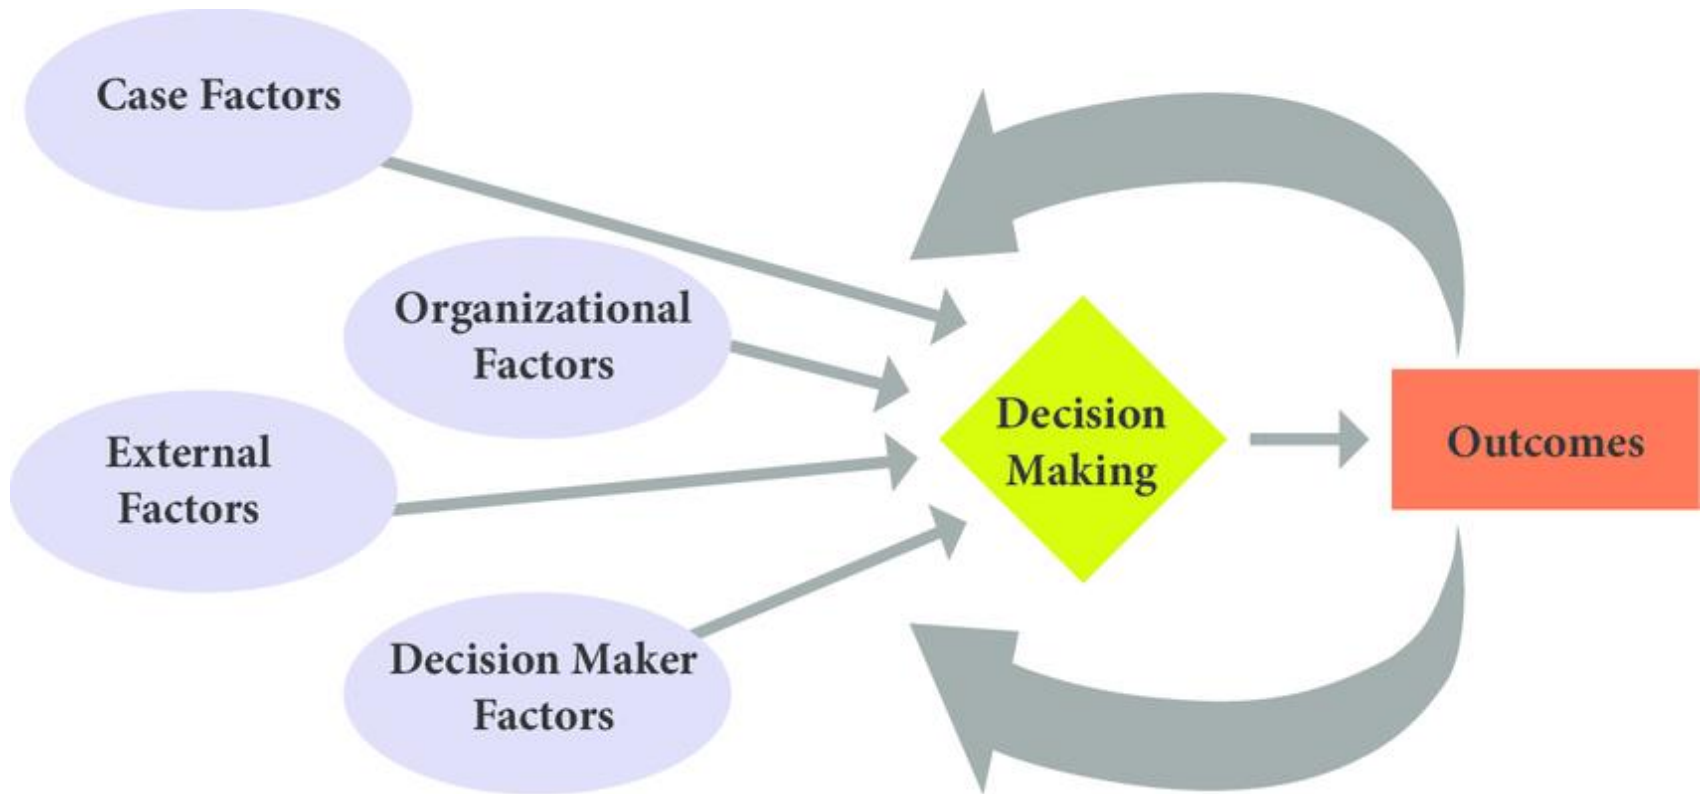 Case Factors
Organizational
Factors
External
Factors
Decision Maker
Factors
Decision
Making
Outcomes